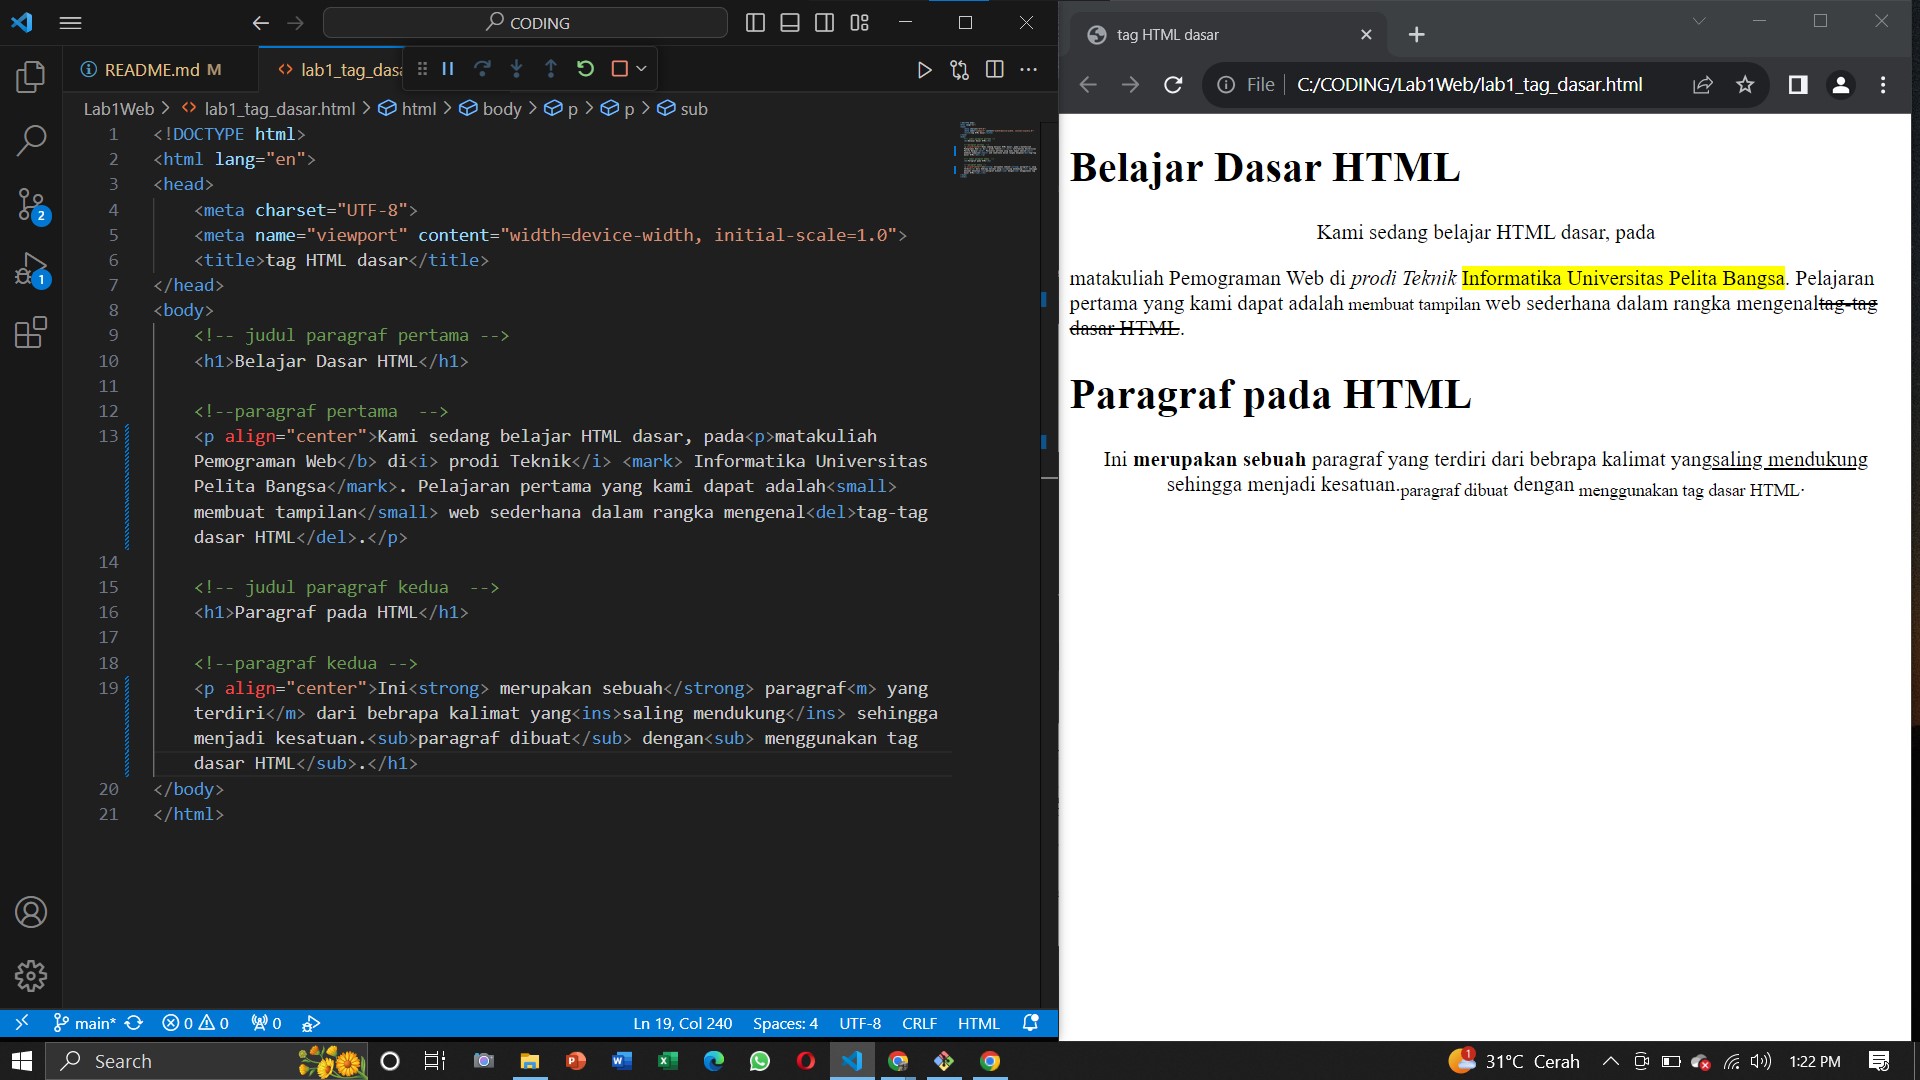 CODING
README.md M
lab1_tag_dasa
Lab1Web > lab1_tag_dasar.html > html > body > p > p > sub
1 <!DOCTYPE html>
2 <html lang="en">
3 <head>
4 <meta charset="UTF-8">
5 <meta name="viewport" content="width=device-width, initial-scale=1.0">
6 <title>tag HTML dasar</title>
7 </head>
8 <body>
9 <!-- judul paragraf pertama -->
10 <h1>Belajar Dasar HTML</h1>
11
12 <!--paragraf pertama  -->
13 <p align="center">Kami sedang belajar HTML dasar, pada<p>matakuliah
Pemograman Web</b> di<i> prodi Teknik</i> <mark> Informatika Universitas
Pelita Bangsa</mark>. Pelajaran pertama yang kami dapat adalah<small>
membuat tampilan</small> web sederhana dalam rangka mengenal<del>tag-tag
dasar HTML</del>.</p>
14
15 <!-- judul paragraf kedua  -->
16 <h1>Paragraf pada HTML</h1>
17
18 <!--paragraf kedua -->
19 <p align="center">Ini<strong> merupakan sebuah</strong> paragraf<m> yang
terdiri</m> dari bebrapa kalimat yang<ins>saling mendukung</ins> sehingga
menjadi kesatuan.<sub>paragraf dibuat</sub> dengan<sub> menggunakan tag
dasar HTML</sub>.</h1>
20 </body>
21 </html>
2
1
main* 0 0 0 Ln 19, Col 240 Spaces: 4 UTF-8 CRLF HTML
tag HTML dasar
File C:/CODING/Lab1Web/lab1_tag_dasar.html
Belajar Dasar HTML
Kami sedang belajar HTML dasar, pada
matakuliah Pemograman Web di prodi Teknik Informatika Universitas Pelita Bangsa. Pelajaran
pertama yang kami dapat adalah membuat tampilan web sederhana dalam rangka mengenaltag-tag
dasar HTML.
Paragraf pada HTML
Ini merupakan sebuah paragraf yang terdiri dari bebrapa kalimat yangsaling mendukung
sehingga menjadi kesatuan.paragraf dibuat dengan menggunakan tag dasar HTML.
Search
1
31°C Cerah
1:22 PM